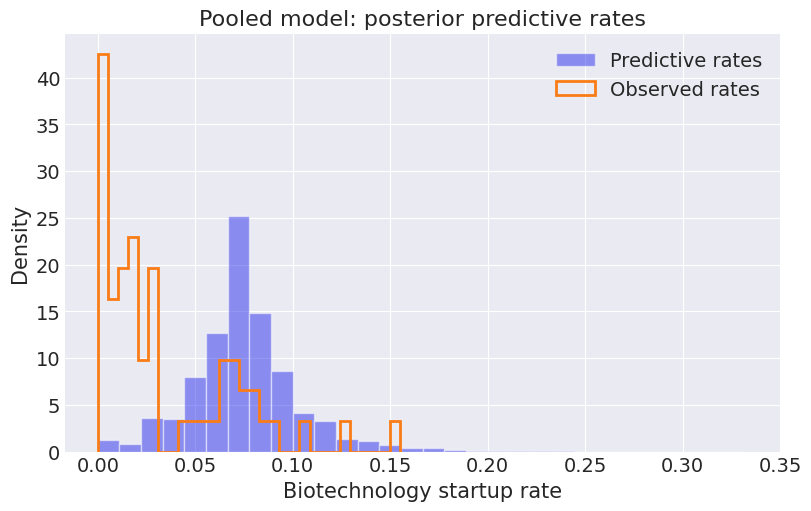 Pooled model: posterior predictive rates
Predictive rates
Observed rates
Density
40
35
30
25
20
15
10
5
0
0.00 0.05 0.10 0.15 0.20 0.25 0.30 0.35
Biotechnology startup rate